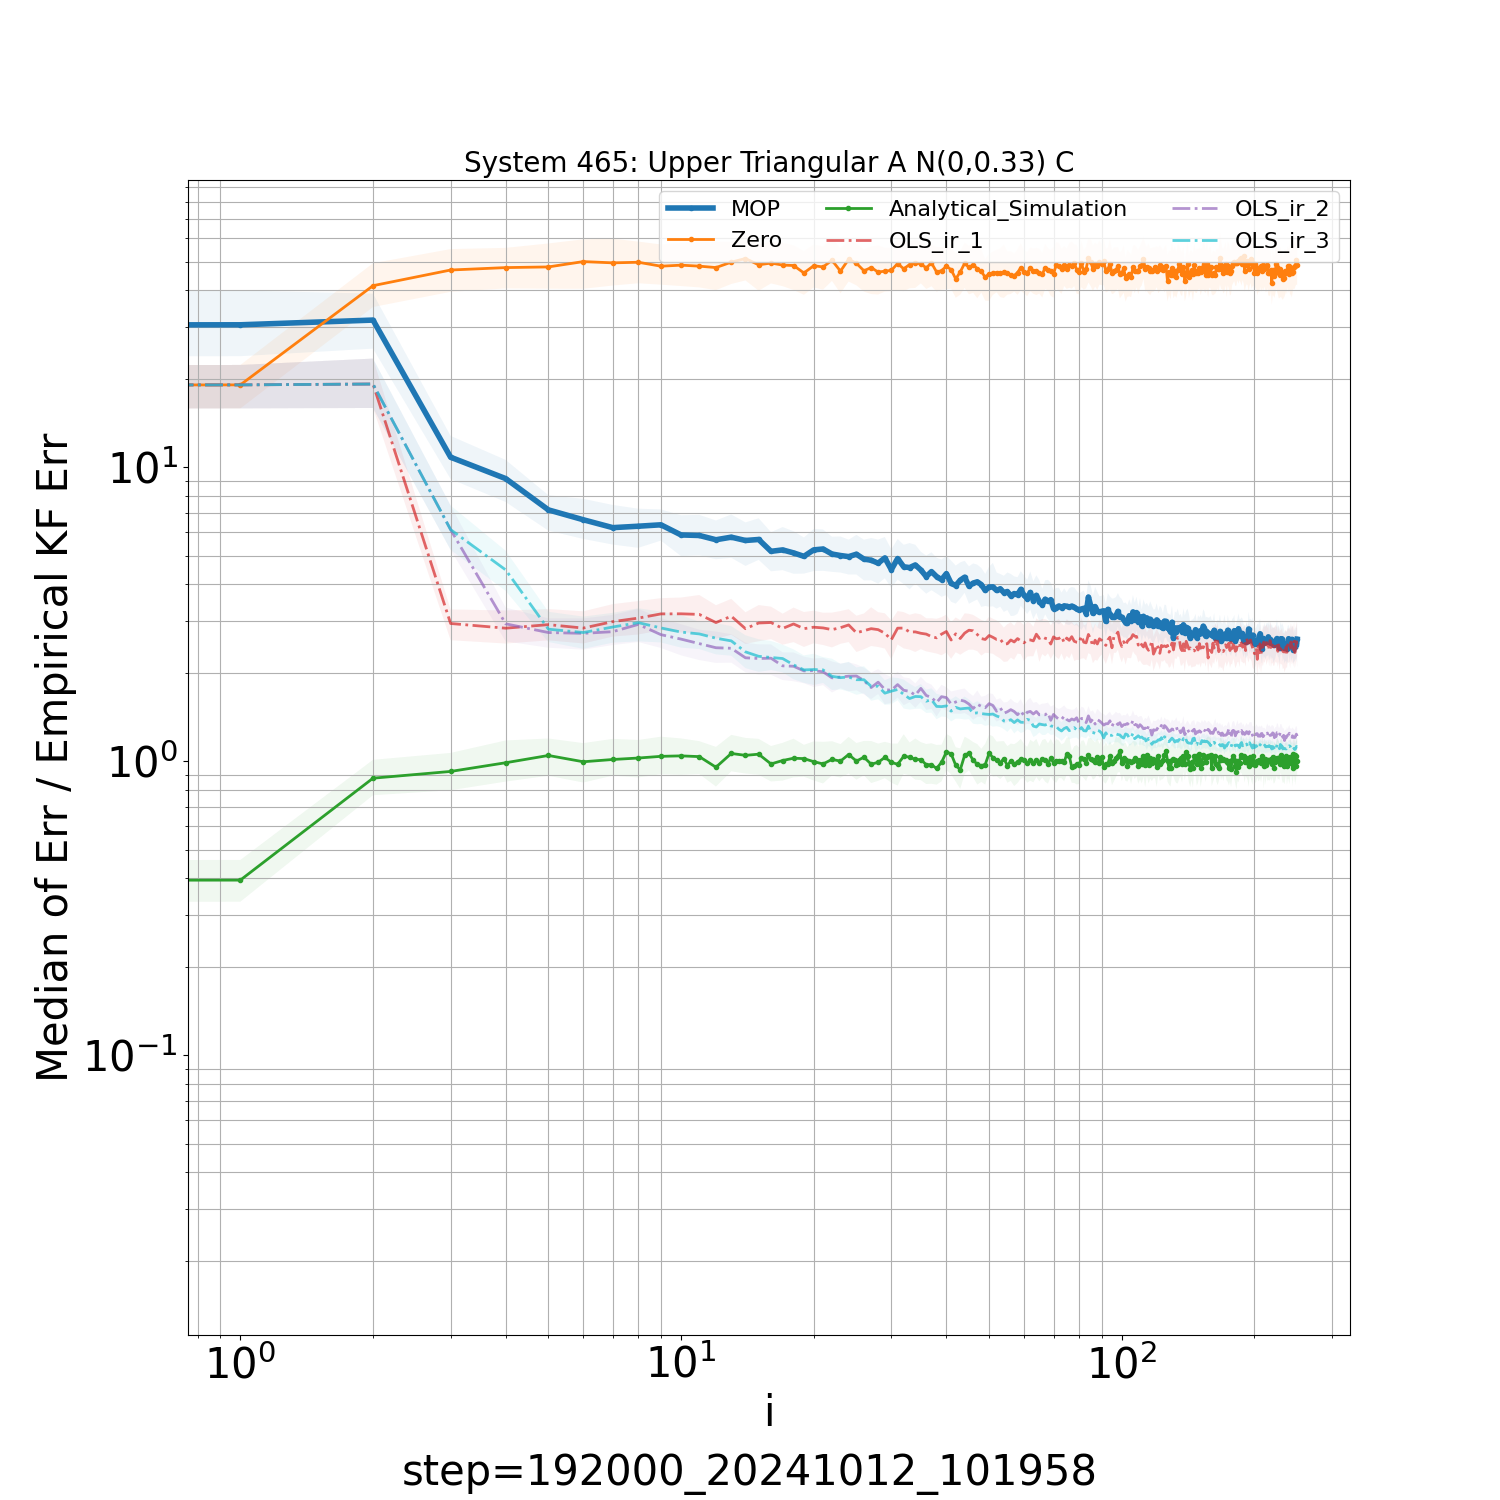 System 465: Upper Triangular A N(0,0.33) C
MOP
Zero
Analytical_Simulation
OLS_ir_1
OLS_ir_2
OLS_ir_3
Median of Err / Empirical KF Err
10¹
10⁰
10⁻¹
10⁰ 10¹ 10²
i
step=192000_20241012_101958